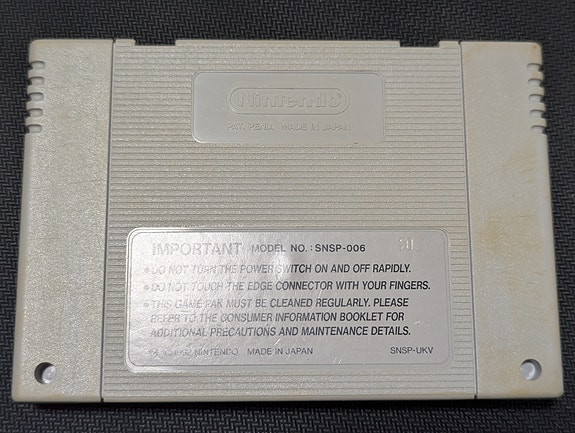 Nintendo
PAT. PEND. MADE IN JAPAN
IMPORTANT MODEL NO. : SNSP-006
• DO NOT TURN THE POWER SWITCH ON AND OFF RAPIDLY.
• DO NOT TOUCH THE EDGE CONNECTOR WITH YOUR FINGERS.
• THIS GAME PAK MUST BE CLEANED REGULARLY. PLEASE
REFER TO THE CONSUMER INFORMATION BOOKLET FOR
ADDITIONAL PRECAUTIONS AND MAINTENANCE DETAILS.
© 1992 NINTENDO MADE IN JAPAN SNSP-UKV